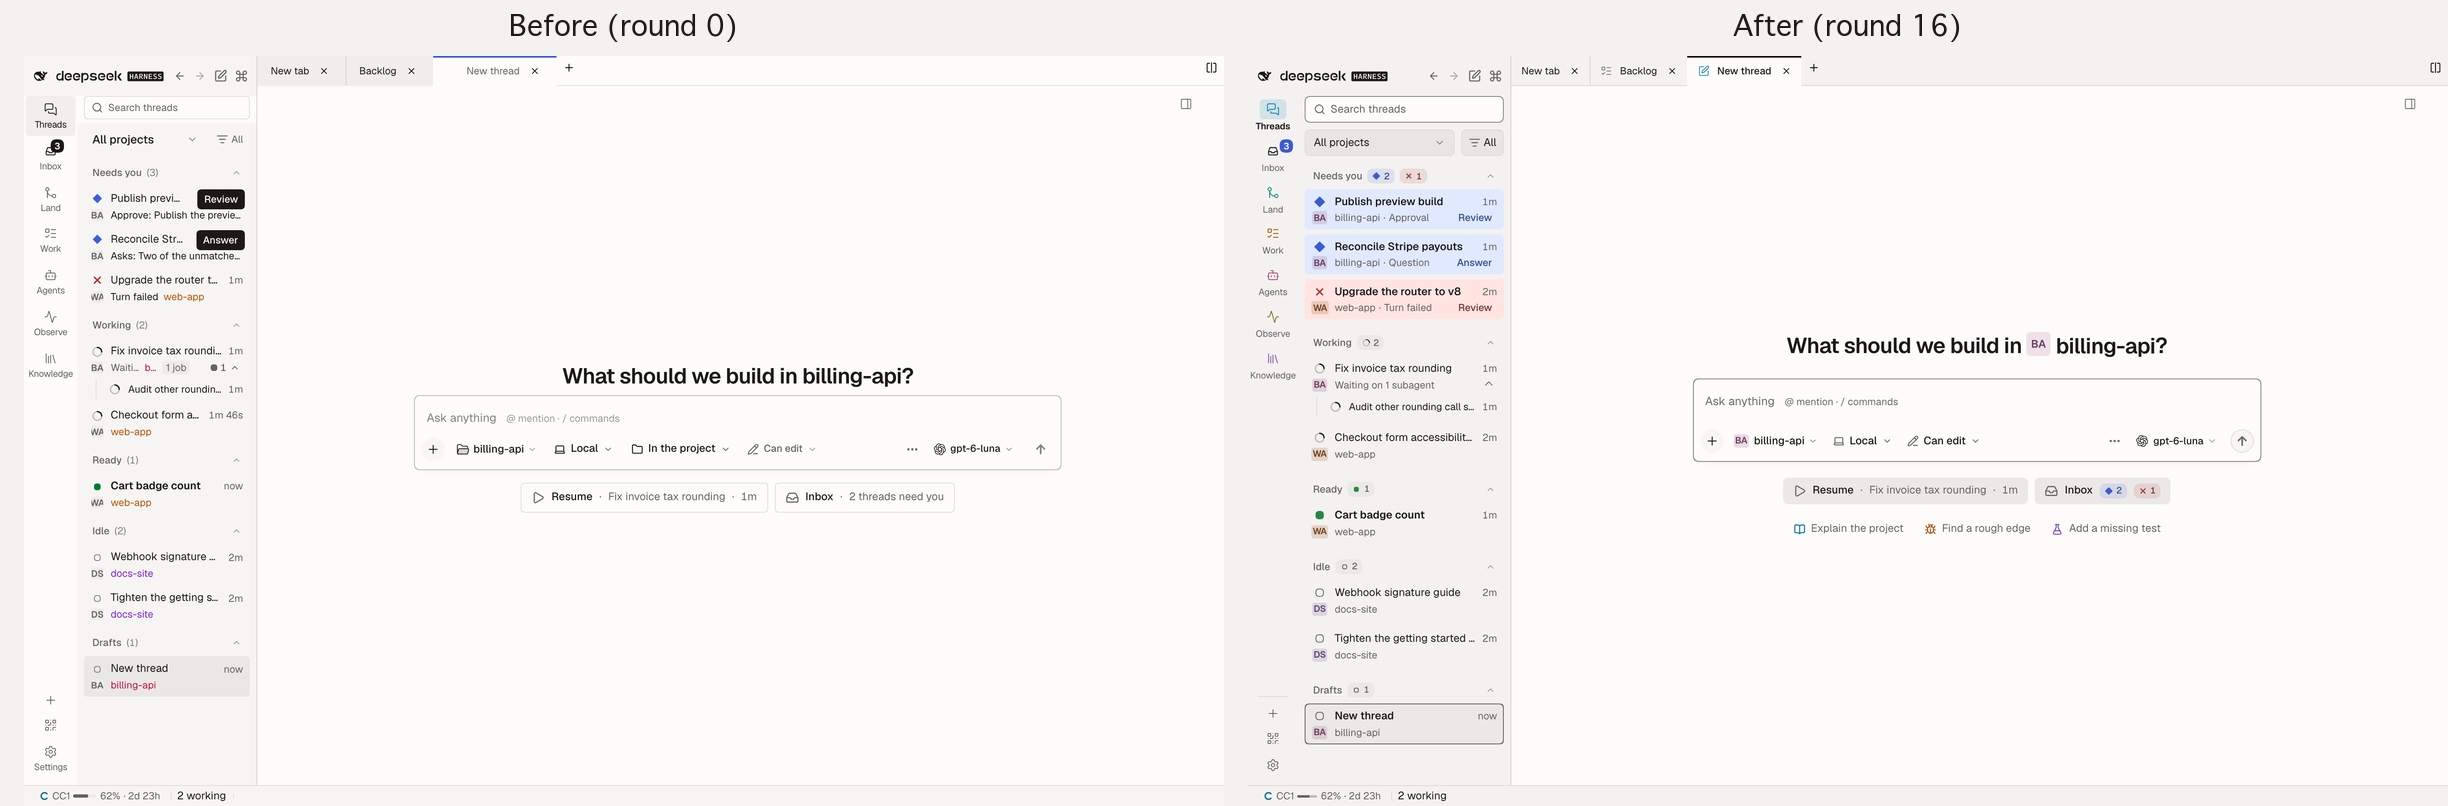 Before (round 0)
deepseek HARNESS
New tab
Backlog
New thread
Threads
3
Inbox
Land
Work
Agents
Observe
Knowledge
Settings
Search threads
All projects
All
Needs you (3)
Publish previ...
Review
BA Approve: Publish the previe...
Reconcile Str...
Answer
BA Asks: Two of the unmatche...
Upgrade the router t... 1m
WA Turn failed web-app
Working (2)
Fix invoice tax roundi... 1m
BA Waiti... b... 1 job 1
Audit other roundin... 1m
Checkout form a... 1m 46s
WA web-app
Ready (1)
Cart badge count now
WA web-app
Idle (2)
Webhook signature ... 2m
DS docs-site
Tighten the getting s... 2m
DS docs-site
Drafts (1)
New thread now
BA billing-api
What should we build in billing-api?
Ask anything @ mention · / commands
billing-api Local In the project Can edit ... gpt-6-luna
Resume · Fix invoice tax rounding · 1m
Inbox · 2 threads need you
CC1 62% · 2d 23h 2 working
After (round 16)
deepseek HARNESS
New tab
Backlog
New thread
Threads
3
Inbox
Land
Work
Agents
Observe
Knowledge
Search threads
All projects
All
Needs you 2 1
Publish preview build 1m
BA billing-api · Approval Review
Reconcile Stripe payouts 1m
BA billing-api · Question Answer
Upgrade the router to v8 2m
WA web-app · Turn failed Review
Working 2
Fix invoice tax rounding 1m
BA Waiting on 1 subagent
Audit other rounding call s... 1m
Checkout form accessibilit... 2m
WA web-app
Ready 1
Cart badge count 1m
WA web-app
Idle 2
Webhook signature guide 2m
DS docs-site
Tighten the getting started ... 2m
DS docs-site
Drafts 1
New thread now
BA billing-api
What should we build in BA billing-api?
Ask anything @ mention · / commands
BA billing-api Local Can edit ... gpt-6-luna
Resume · Fix invoice tax rounding · 1m
Inbox 2 1
Explain the project
Find a rough edge
Add a missing test
CC1 62% · 2d 23h 2 working